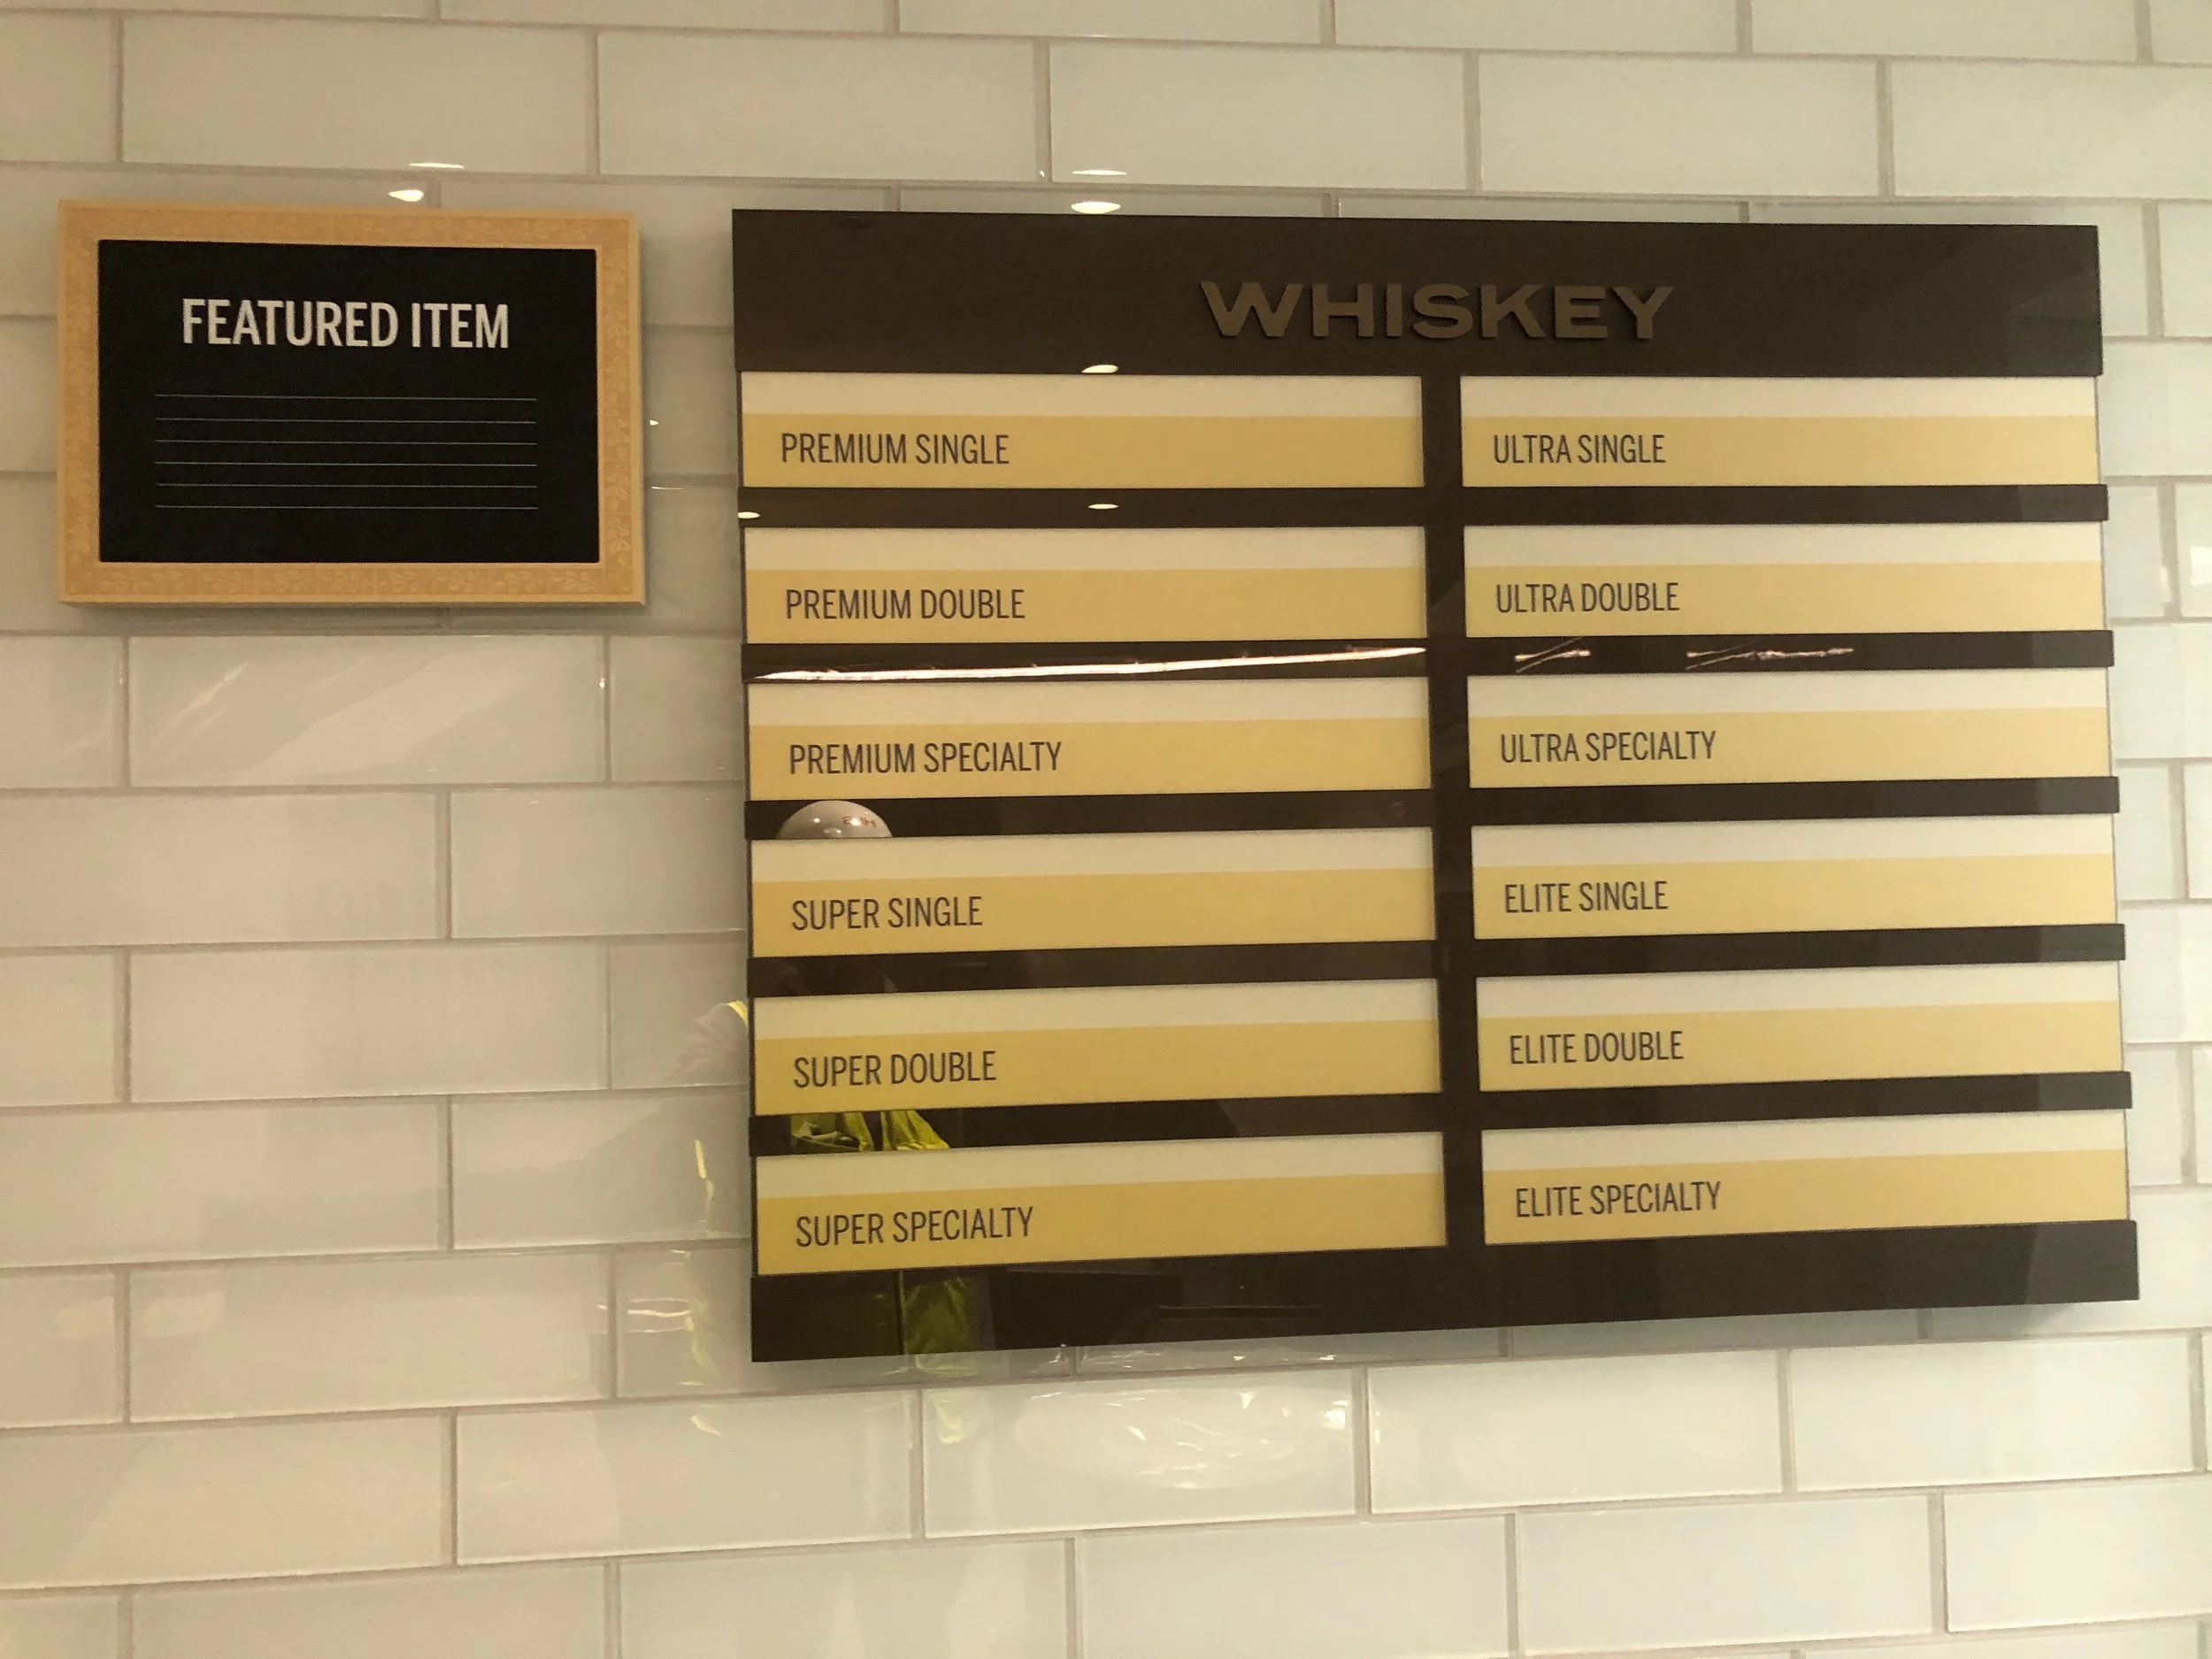 FEATURED ITEM
WHISKEY
PREMIUM SINGLE
PREMIUM DOUBLE
PREMIUM SPECIALTY
SUPER SINGLE
SUPER DOUBLE
SUPER SPECIALTY
ULTRA SINGLE
ULTRA DOUBLE
ULTRA SPECIALTY
ELITE SINGLE
ELITE DOUBLE
ELITE SPECIALTY